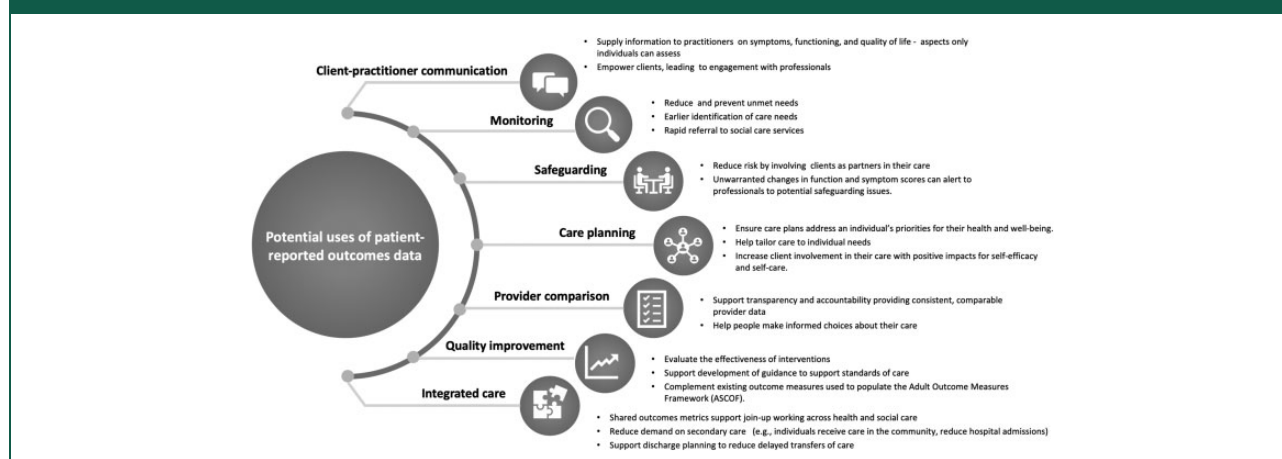 • Supply information to practitioners on symptoms, functioning, and quality of life - aspects only
individuals can assess
• Empower clients, leading to engagement with professionals
Client-practitioner communication
• Reduce and prevent unmet needs
• Earlier identification of care needs
• Rapid referral to social care services
Monitoring
• Reduce risk by involving clients as partners in their care
• Unwarranted changes in function and symptom scores can alert to
professionals to potential safeguarding issues.
Safeguarding
Potential uses of patient-
reported outcomes data
• Ensure care plans address an individual's priorities for their health and well-being.
• Help tailor care to individual needs
• Increase client involvement in their care with positive impacts for self-efficacy
and self-care.
Care planning
• Support transparency and accountability providing consistent, comparable
provider data
• Help people make informed choices about their care
Provider comparison
• Evaluate the effectiveness of interventions
• Support development of guidance to support standards of care
• Complement existing outcome measures used to populate the Adult Outcome Measures
Framework (ASCOF).
Quality improvement
Integrated care
• Shared outcomes metrics support join-up working across health and social care
• Reduce demand on secondary care (e.g., individuals receive care in the community, reduce hospital admissions)
• Support discharge planning to reduce delayed transfers of care